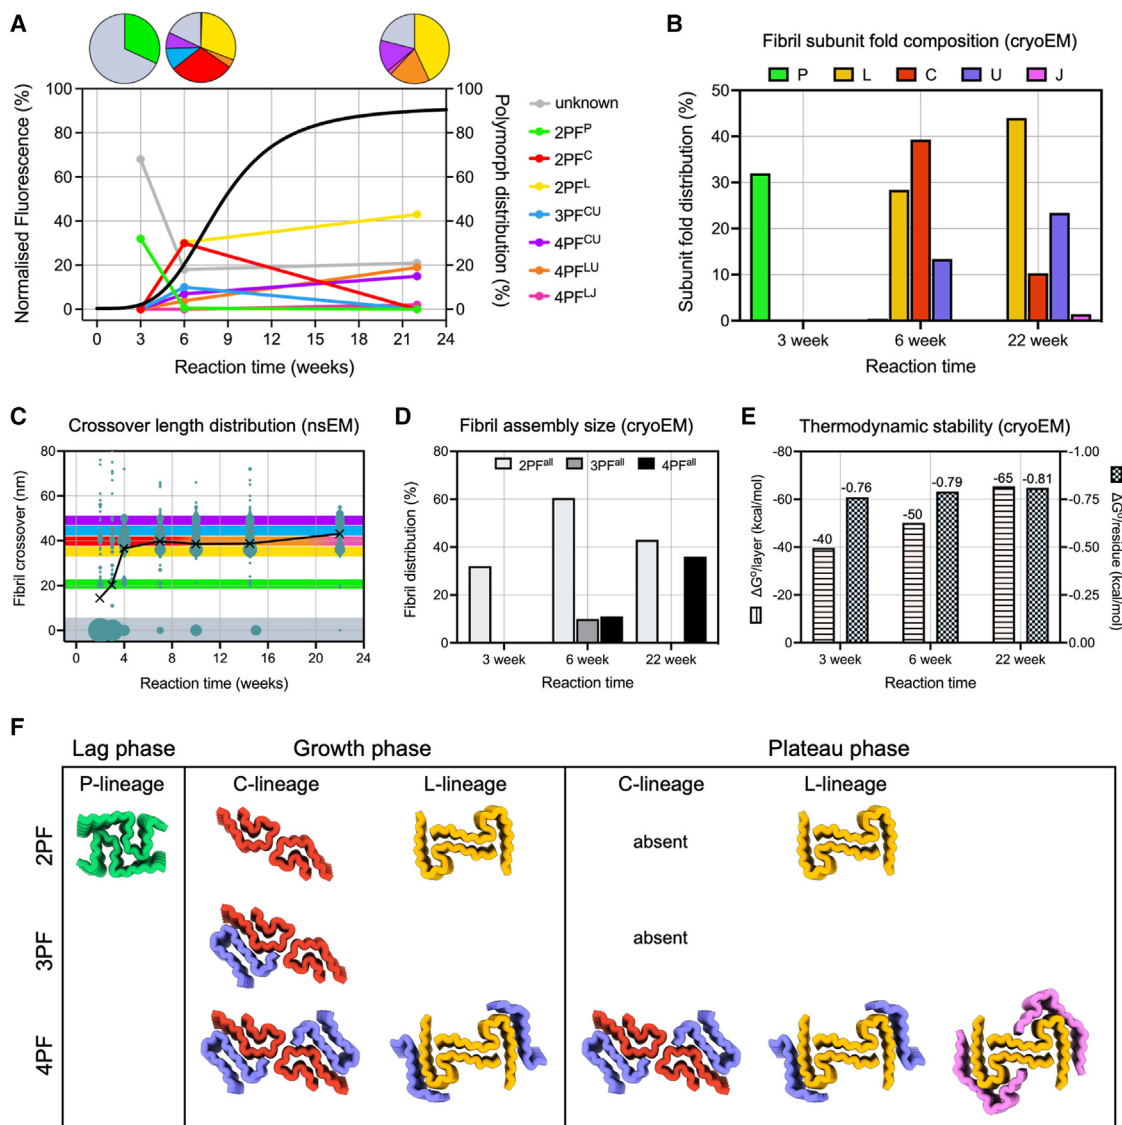 A
100
80
60
40
20
0
Normalised Fluorescence (%)
0 3 6 9 12 15 18 21 24
Reaction time (weeks)
100
80
60
40
20
0
Polymorph distribution (%)
unknown
2PFᴾ
2PFᶜ
2PFᴸ
3PFᶜᵁ
4PFᶜᵁ
4PFᴸᵁ
4PFᴸᴶ
B
Fibril subunit fold composition (cryoEM)
P L C U J
50
40
30
20
10
0
Subunit fold distribution (%)
3 week 6 week 22 week
Reaction time
C
Crossover length distribution (nsEM)
80
60
40
20
0
Fibril crossover (nm)
0 4 8 12 16 20 24
Reaction time (weeks)
D
Fibril assembly size (cryoEM)
2PFᵃˡˡ 3PFᵃˡˡ 4PFᵃˡˡ
80
60
40
20
0
Fibril distribution (%)
3 week 6 week 22 week
Reaction time
E
Thermodynamic stability (cryoEM)
-80
-60
-40
-20
0
ΔGᴼ/layer (kcal/mol)
-40 -0.76 -50 -0.79 -65 -0.81
-1.00
0.75
-0.50
-0.25
0.00
ΔGᴼ/residue (kcal/mol)
3 week 6 week 22 week
Reaction time
F
Lag phase Growth phase Plateau phase
P-lineage C-lineage L-lineage C-lineage L-lineage
2PF
absent
3PF
absent
4PF